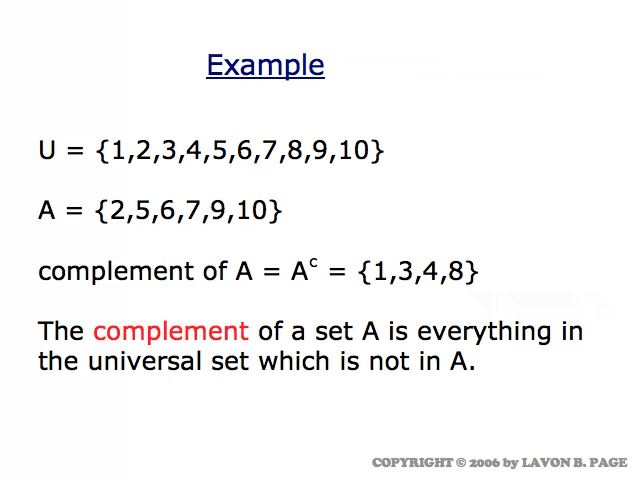 Example
U = {1,2,3,4,5,6,7,8,9,10}
A = {2,5,6,7,9,10}
complement of A = Aᶜ = {1,3,4,8}
The complement of a set A is everything in
the universal set which is not in A.
COPYRIGHT © 2006 by LAVON B. PAGE